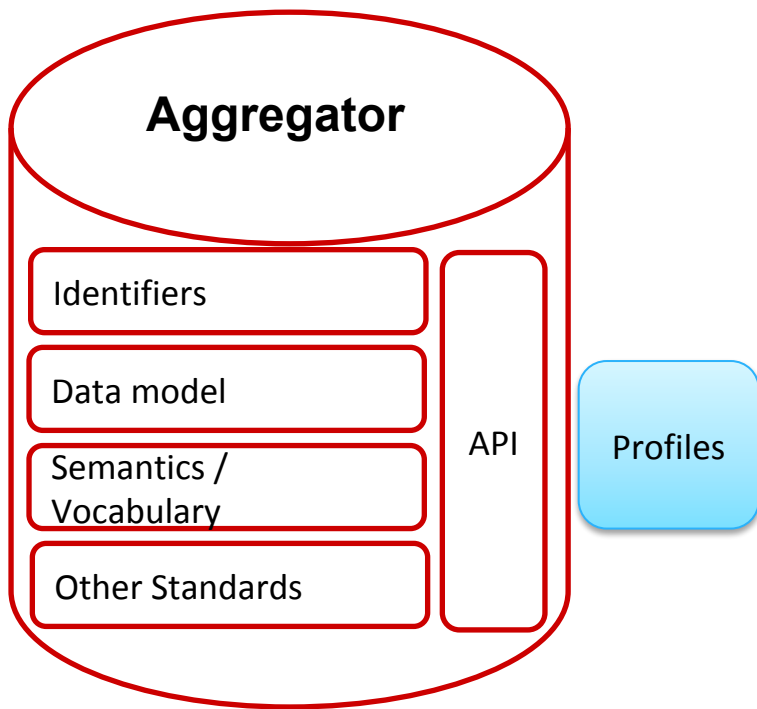 Aggregator
Identifiers
Data model
Semantics /
Vocabulary
Other Standards
API
Profiles